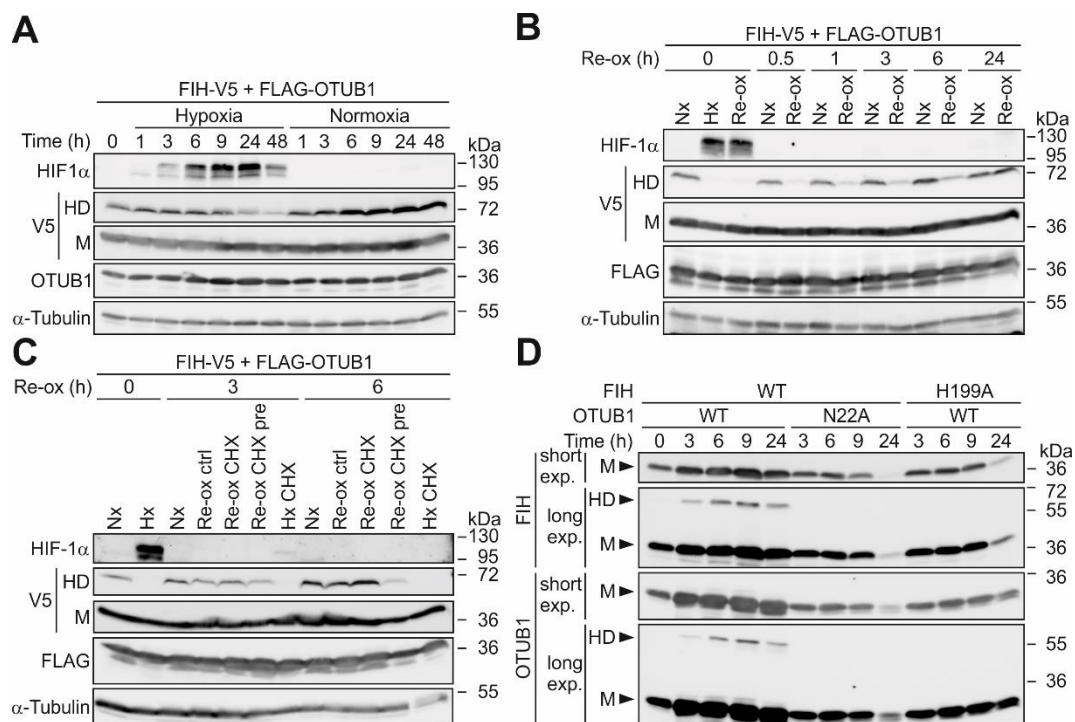 A
FIH-V5 + FLAG-OTUB1
Hypoxia Normoxia
Time (h) 0 1 3 6 9 24 48 1 3 6 9 24 48 kDa
HIF1α
130
95
V5
HD
72
M
36
OTUB1
36
α-Tubulin
55
B
FIH-V5 + FLAG-OTUB1
Re-ox (h) 0 0.5 1 3 6 24
Nx Hx Re-ox Nx Re-ox Nx Re-ox Nx Re-ox Nx Re-ox Nx Re-ox kDa
HIF-1α
130
95
V5
HD
72
M
36
FLAG
36
α-Tubulin
55
C
FIH-V5 + FLAG-OTUB1
Re-ox (h) 0 3 6
Nx Hx Nx Re-ox ctrl Re-ox CHX Re-ox CHX pre Hx CHX Nx Re-ox ctrl Re-ox CHX Re-ox CHX pre Hx CHX kDa
HIF-1α
130
95
V5
HD
72
M
36
FLAG
36
α-Tubulin
55
D
FIH WT H199A
OTUB1 WT N22A WT
Time (h) 0 3 6 9 24 3 6 9 24 3 6 9 24 kDa
FIH
short exp.
M
36
72
long exp.
HD
55
M
36
OTUB1
short exp.
M
36
long exp.
HD
55
36
M